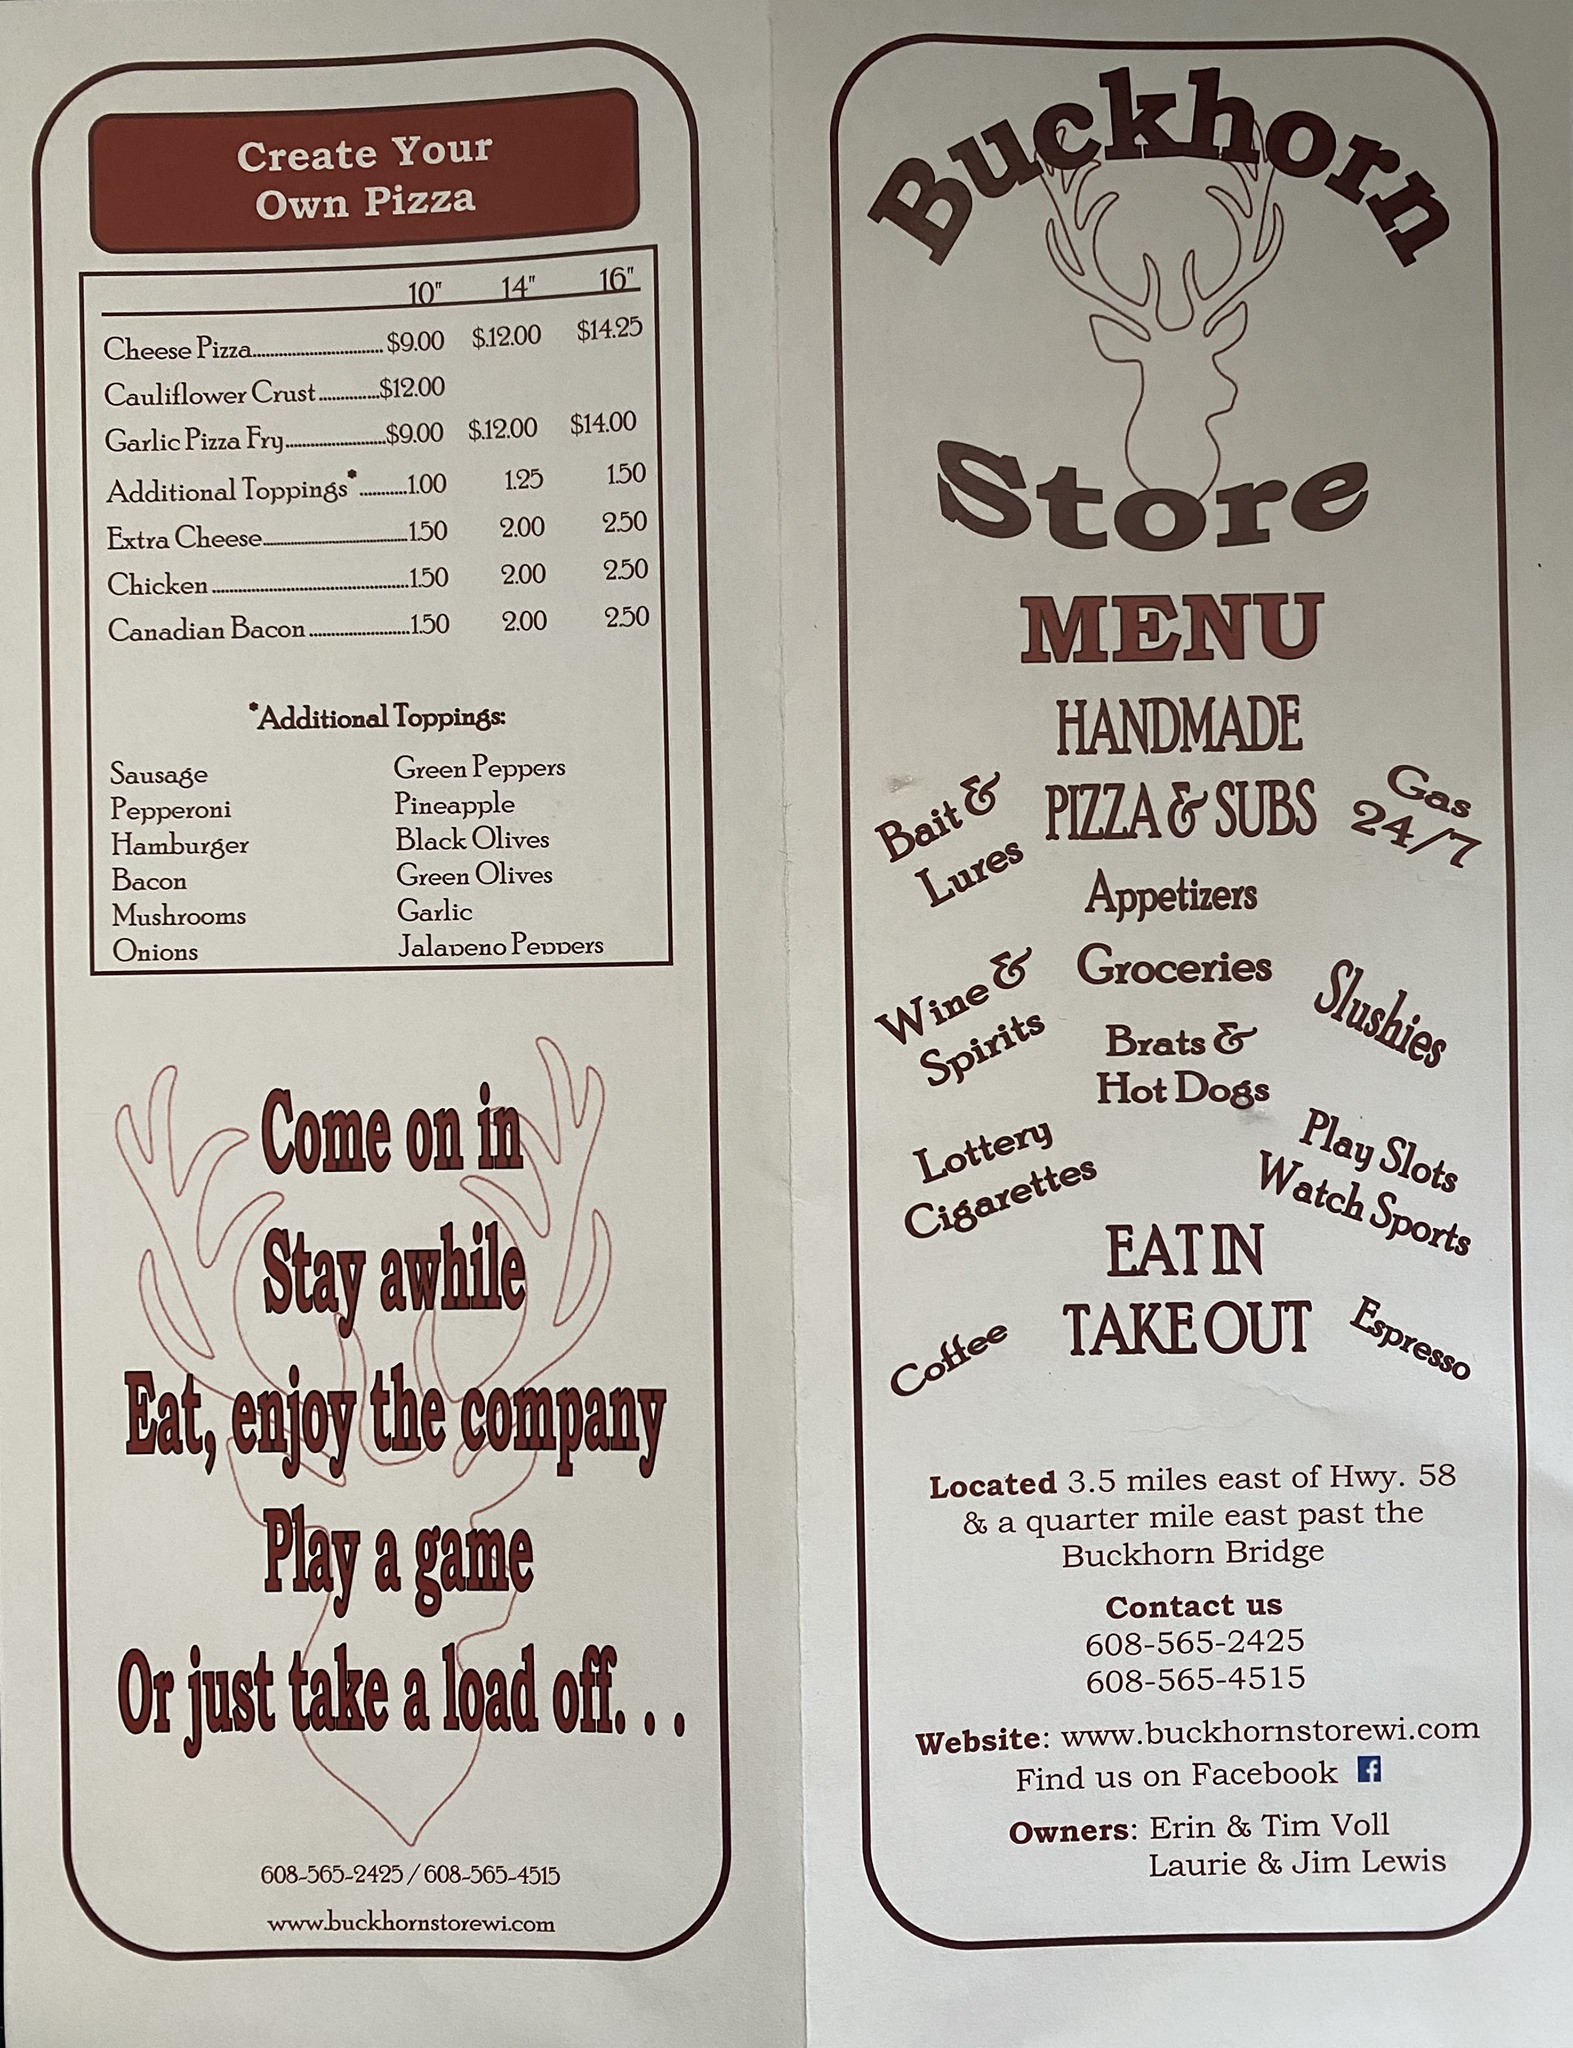 Create Your
Own Pizza
10" 14" 16"
Cheese Pizza..............................$9.00 $.12.00 $14.25
Cauliflower Crust..............$12.00
Garlic Pizza Fry.......................$9.00 $.12.00 $14.00
Additional Toppings*...........1.00 1.25 1.50
Extra Cheese.................................1.50 2.00 2.50
Chicken.............................................1.50 2.00 2.50
Canadian Bacon.......................1.50 2.00 2.50
*Additional Toppings:
Sausage Green Peppers
Pepperoni Pineapple
Hamburger Black Olives
Bacon Green Olives
Mushrooms Garlic
Onions Jalapeno Peppers
Come on in
Stay awhile
Eat, enjoy the company
Play a game
Or just take a load off. . .
608-565-2425 / 608-565-4515
www.buckhornstorewi.com
Buckhorn
Store
MENU
HANDMADE
PIZZA & SUBS
Bait &
Lures
Gas
24/7
Appetizers
Groceries
Wine &
Spirits
Slushies
Brats &
Hot Dogs
Lottery
Cigarettes
Play Slots
Watch Sports
EAT IN
TAKE OUT
Coffee
Espresso
Located 3.5 miles east of Hwy. 58
& a quarter mile east past the
Buckhorn Bridge
Contact us
608-565-2425
608-565-4515
Website: www.buckhornstorewi.com
Find us on Facebook f
Owners: Erin & Tim Voll
Laurie & Jim Lewis